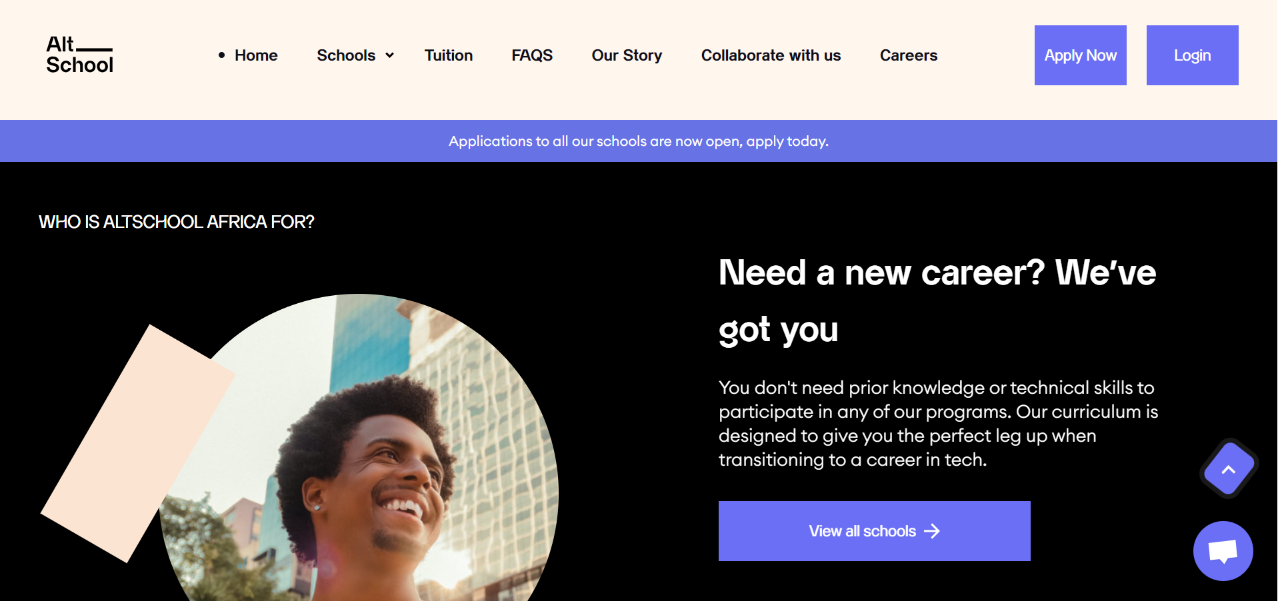 Alt
School
Home
Schools
Tuition
FAQS
Our Story
Collaborate with us
Careers
Apply Now
Login
Applications to all our schools are now open, apply today.
WHO IS ALTSCHOOL AFRICA FOR?
Need a new career? We’ve
got you
You don't need prior knowledge or technical skills to
participate in any of our programs. Our curriculum is
designed to give you the perfect leg up when
transitioning to a career in tech.
View all schools